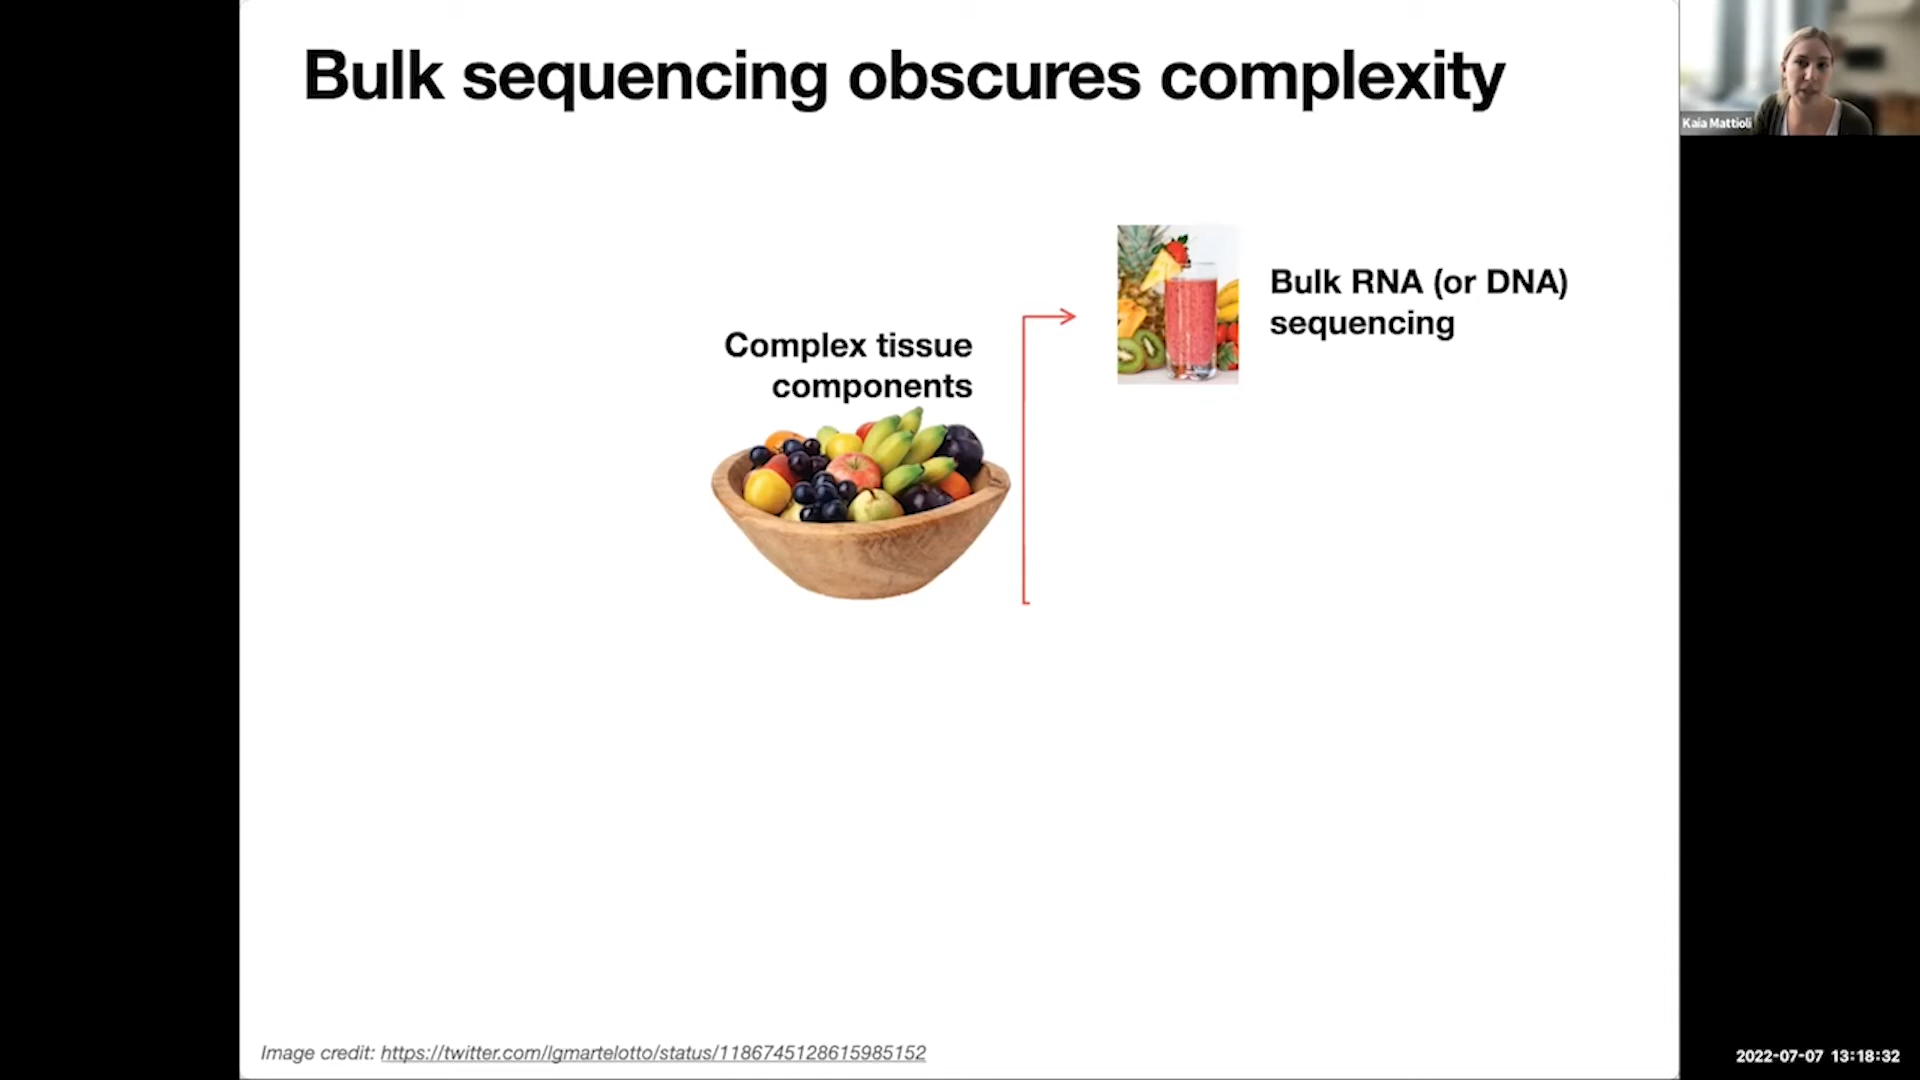 Bulk sequencing obscures complexity
Kaia Mattioli
Bulk RNA (or DNA)
sequencing
Complex tissue
components
Image credit: https://twitter.com/lgmartelotto/status/1186745128615985152
2022-07-07 13:18:32